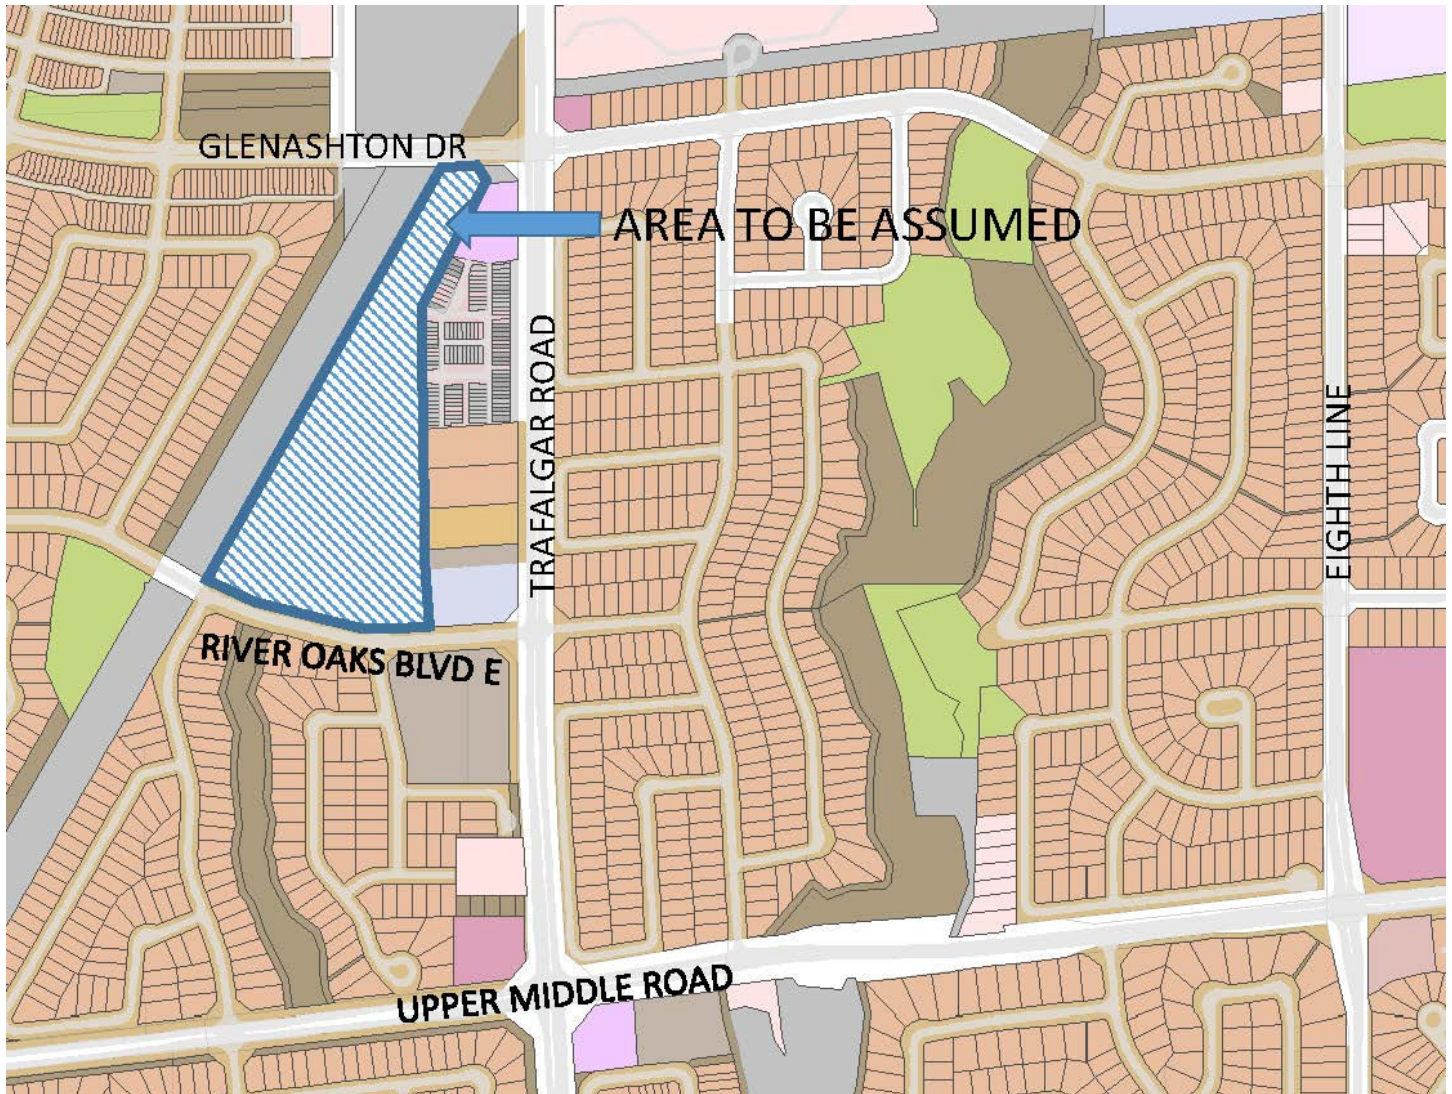 GLENASHTON DR
AREA TO BE ASSUMED
TRAFALGAR ROAD
EIGHTH LINE
RIVER OAKS BLVD E
UPPER MIDDLE ROAD